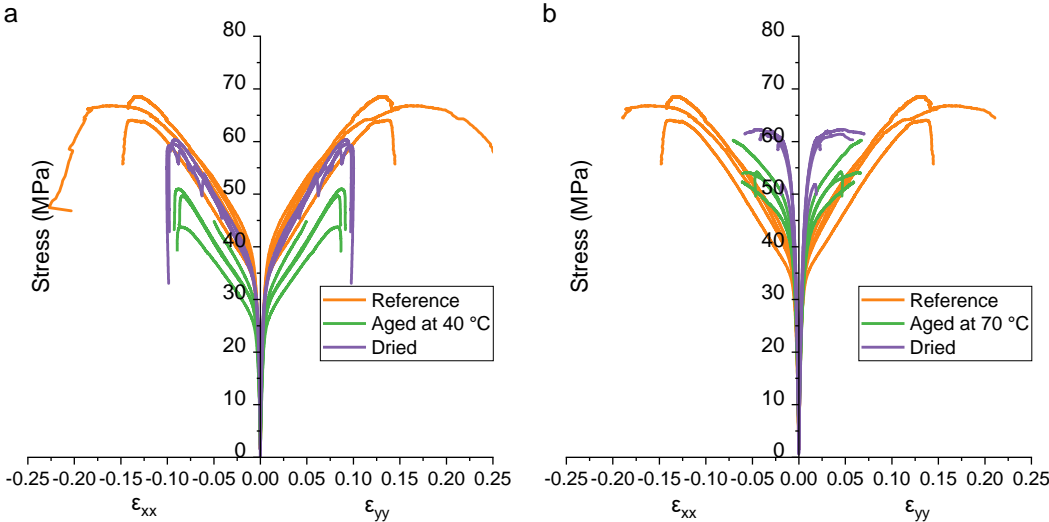 a
80
70
60
50
40
30
20
10
0
Stress (MPa)
Reference
Aged at 40 °C
Dried
-0.25 -0.20 -0.15 -0.10 -0.05 0.00 0.05 0.10 0.15 0.20 0.25
εxx εyy
b
80
70
60
50
40
30
20
10
0
Stress (MPa)
Reference
Aged at 70 °C
Dried
-0.25 -0.20 -0.15 -0.10 -0.05 0.00 0.05 0.10 0.15 0.20 0.25
εxx εyy